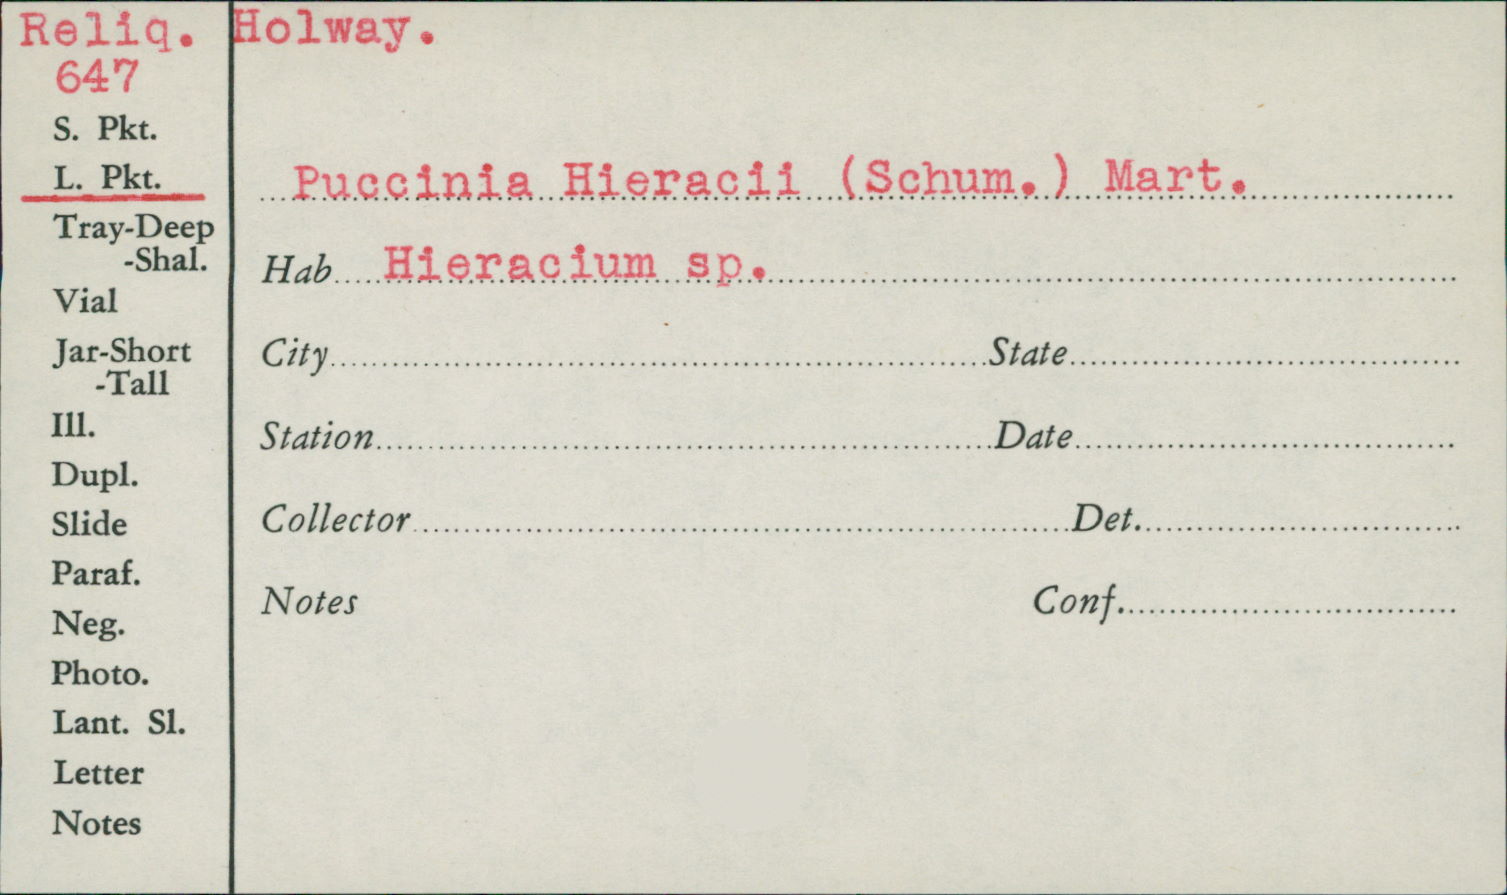 Reliq. Holway.
647
S. Pkt.
L. Pkt.
Tray-Deep
-Shal.
Vial
Jar-Short
-Tall
Ill.
Dupl.
Slide
Paraf.
Neg.
Photo.
Lant. Sl.
Letter
Notes
Puccinia Hieracii (Schum.) Mart.
Hab Hieracium sp.
City State
Station Date
Collector Det.
Notes Conf.